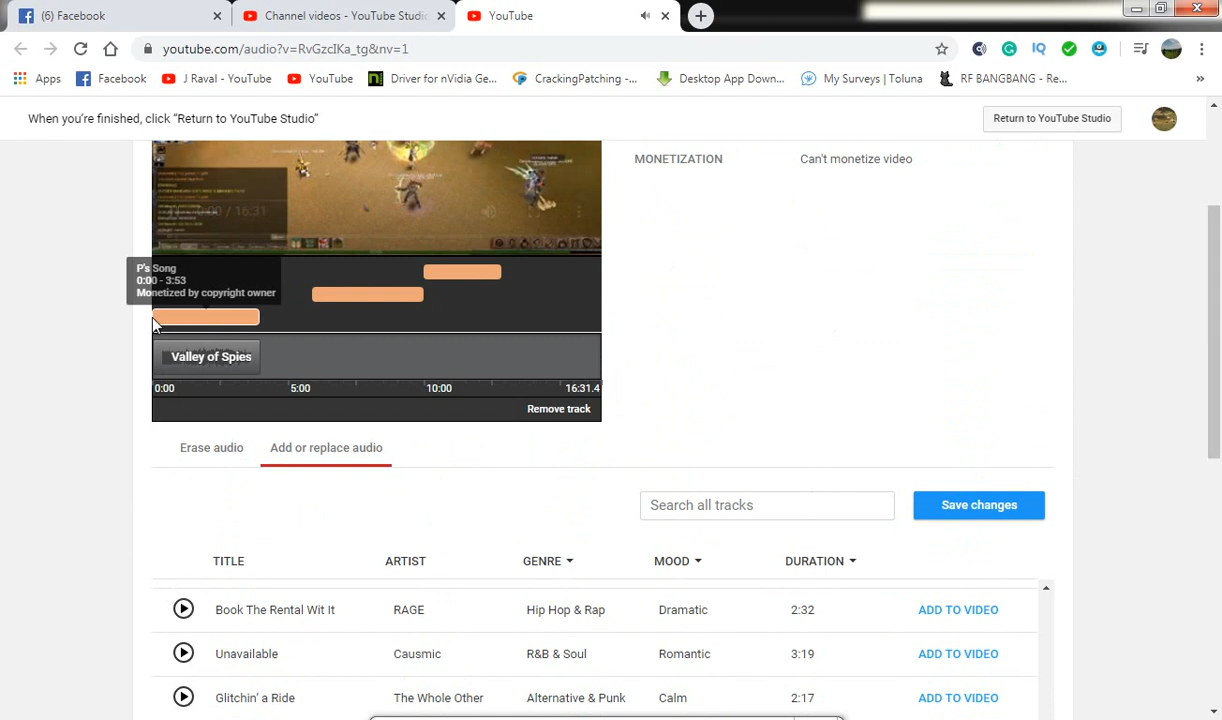 (6) Facebook
Channel videos - YouTube Studio
YouTube
youtube.com/audio?v=RvGzcIKa_tg&nv=1
Apps
Facebook
J Raval - YouTube
YouTube
Driver for nVidia Ge...
CrackingPatching -...
Desktop App Down...
My Surveys | Toluna
RF BANGBANG - Re...
»
When you're finished, click “Return to YouTube Studio”
Return to YouTube Studio
MONETIZATION
Can't monetize video
0:00 / 16:31
P's Song
0:00 - 3:53
Monetized by copyright owner
Valley of Spies
0:00
5:00
10:00
16:31.4
Remove track
Erase audio
Add or replace audio
Search all tracks
Save changes
TITLE
ARTIST
GENRE
MOOD
DURATION
Book The Rental Wit It
RAGE
Hip Hop & Rap
Dramatic
2:32
ADD TO VIDEO
Unavailable
Causmic
R&B & Soul
Romantic
3:19
ADD TO VIDEO
Glitchin' a Ride
The Whole Other
Alternative & Punk
Calm
2:17
ADD TO VIDEO